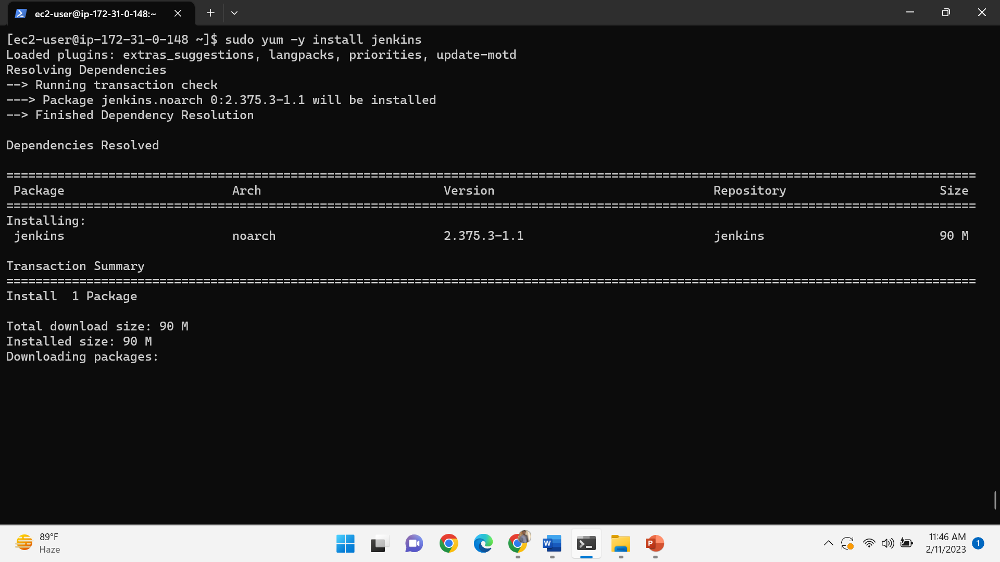 ec2-user@ip-172-31-0-148:~
[ec2-user@ip-172-31-0-148 ~]$ sudo yum -y install jenkins
Loaded plugins: extras_suggestions, langpacks, priorities, update-motd
Resolving Dependencies
--> Running transaction check
---> Package jenkins.noarch 0:2.375.3-1.1 will be installed
--> Finished Dependency Resolution
Dependencies Resolved
=====================================================================================================================================
Package Arch Version Repository Size
=====================================================================================================================================
Installing:
jenkins noarch 2.375.3-1.1 jenkins 90 M
Transaction Summary
=====================================================================================================================================
Install 1 Package
Total download size: 90 M
Installed size: 90 M
Downloading packages:
89°F
Haze
W
P
11:46 AM
2/11/2023
1